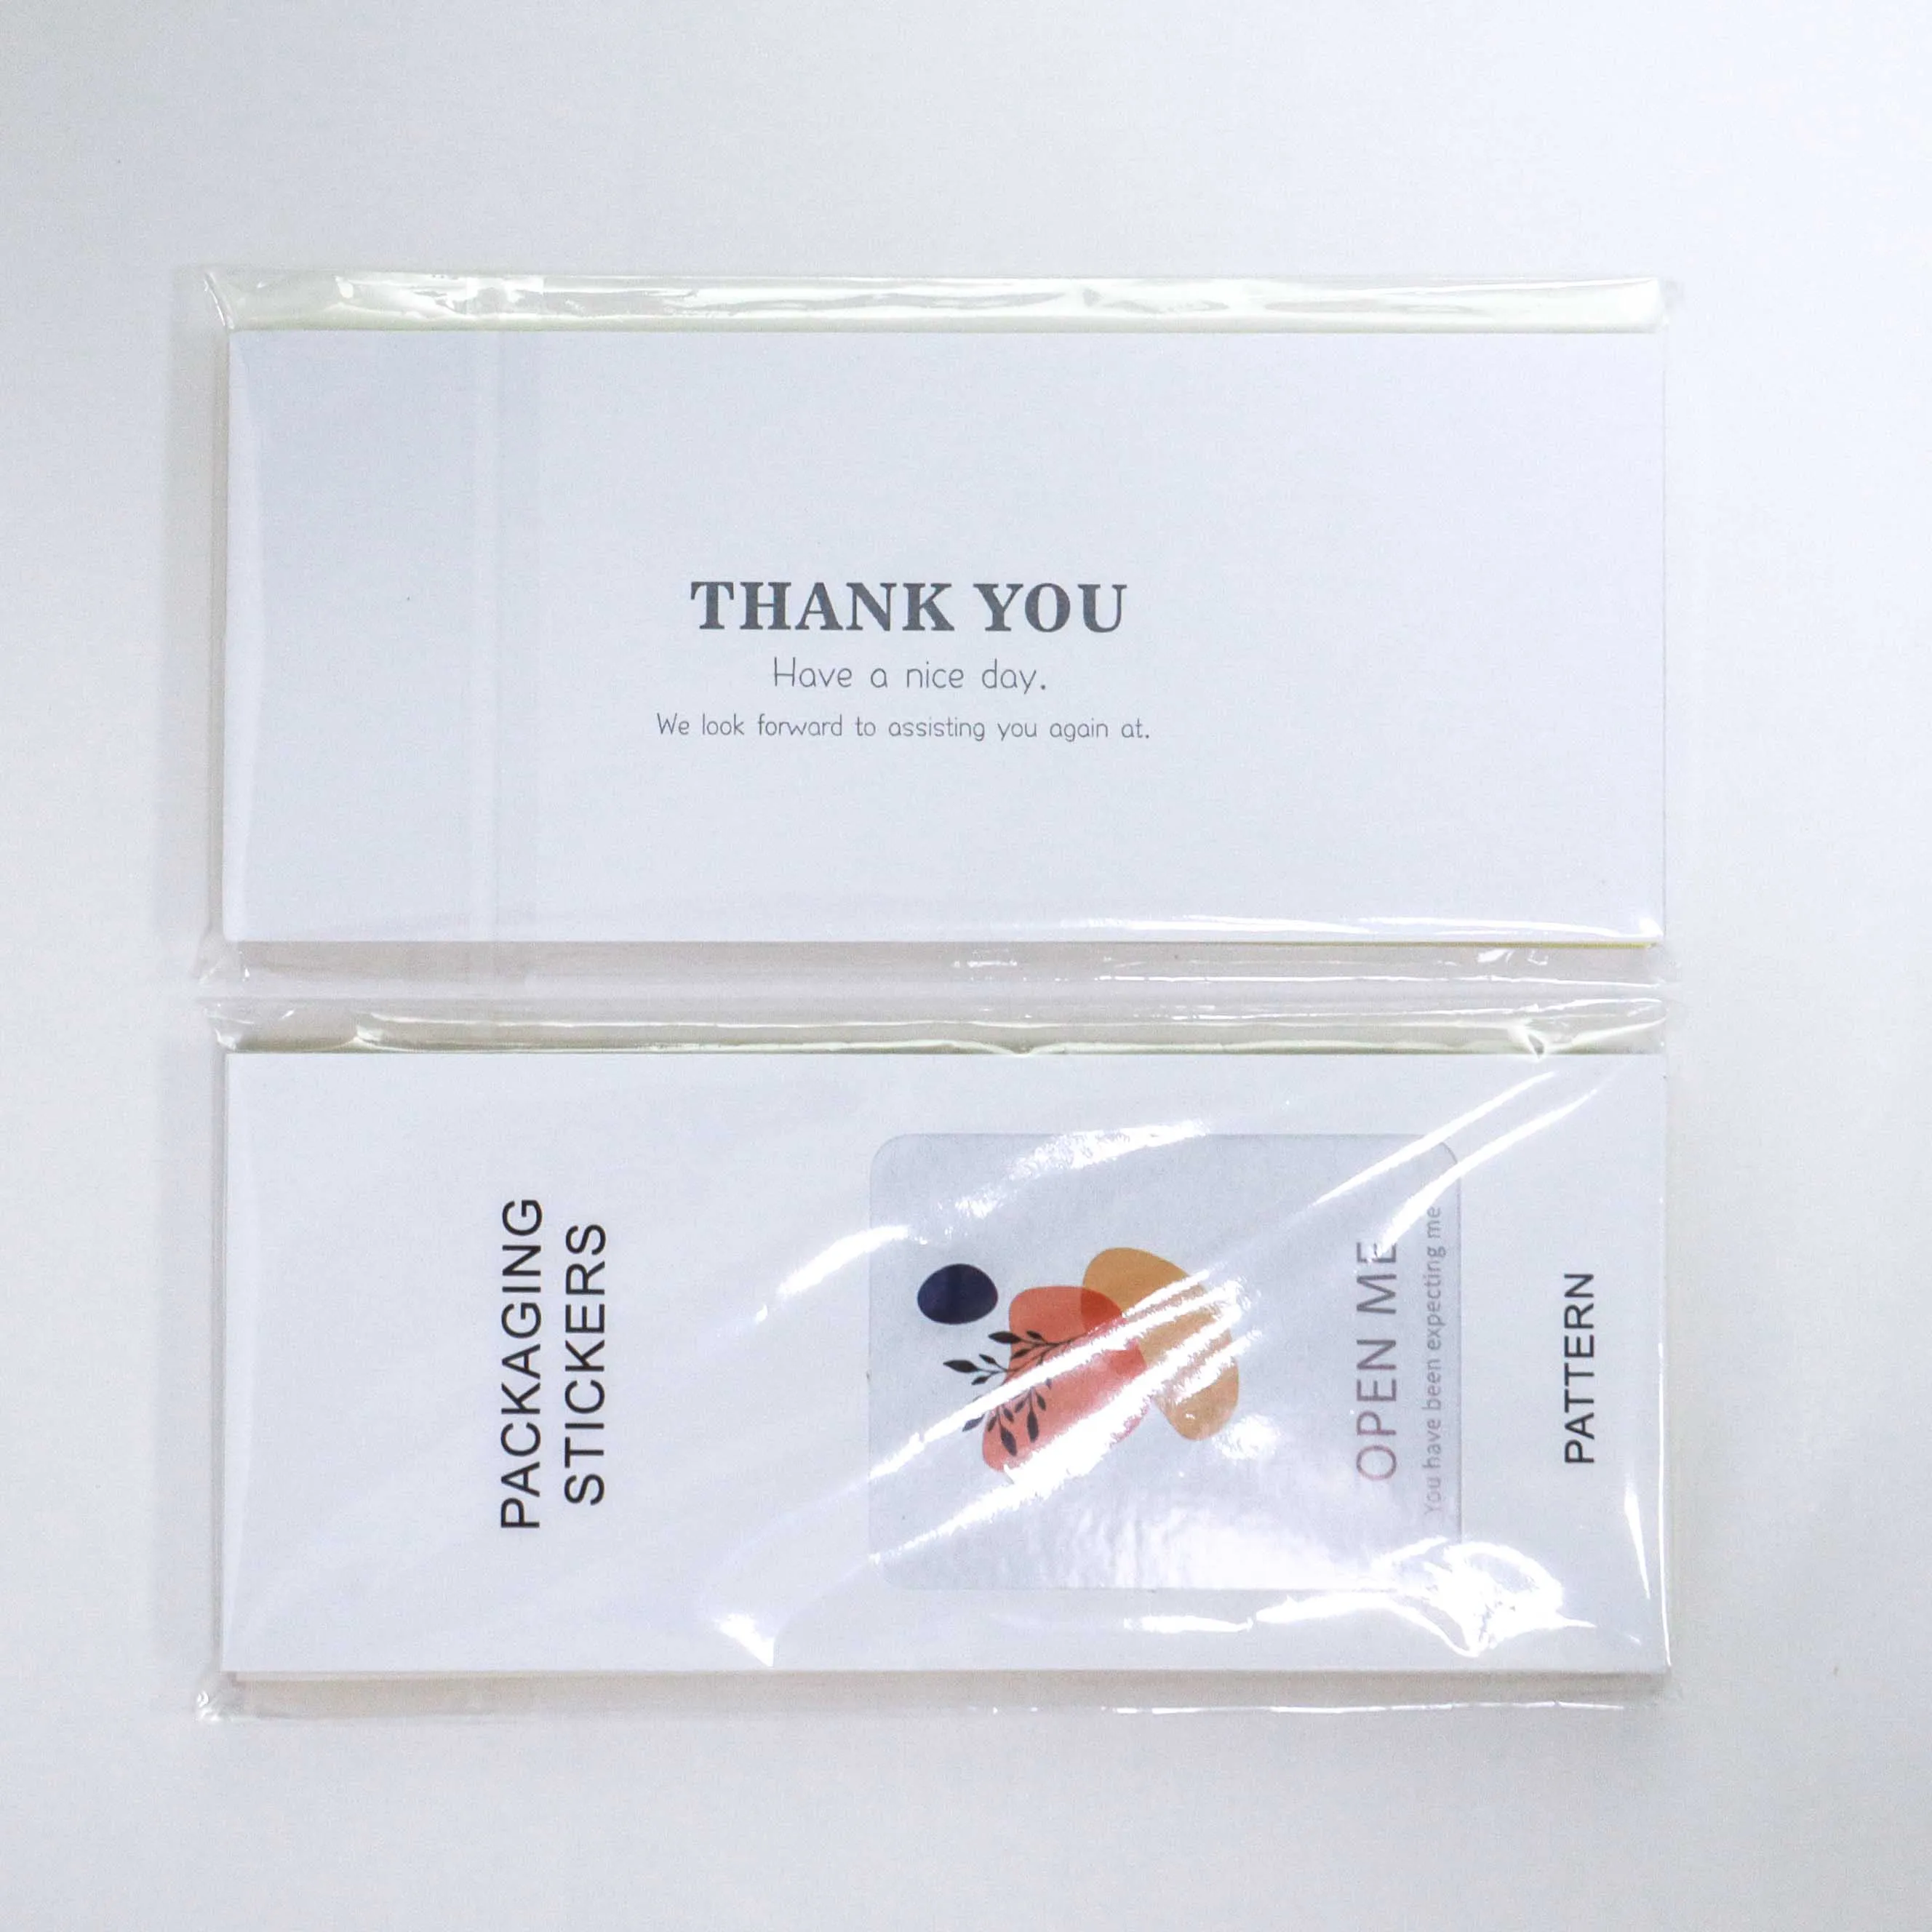 THANK YOU
Have a nice day.
We look forward to assisting you again at.
PACKAGING
STICKERS
OPEN ME
You have been expecting me
PATTERN